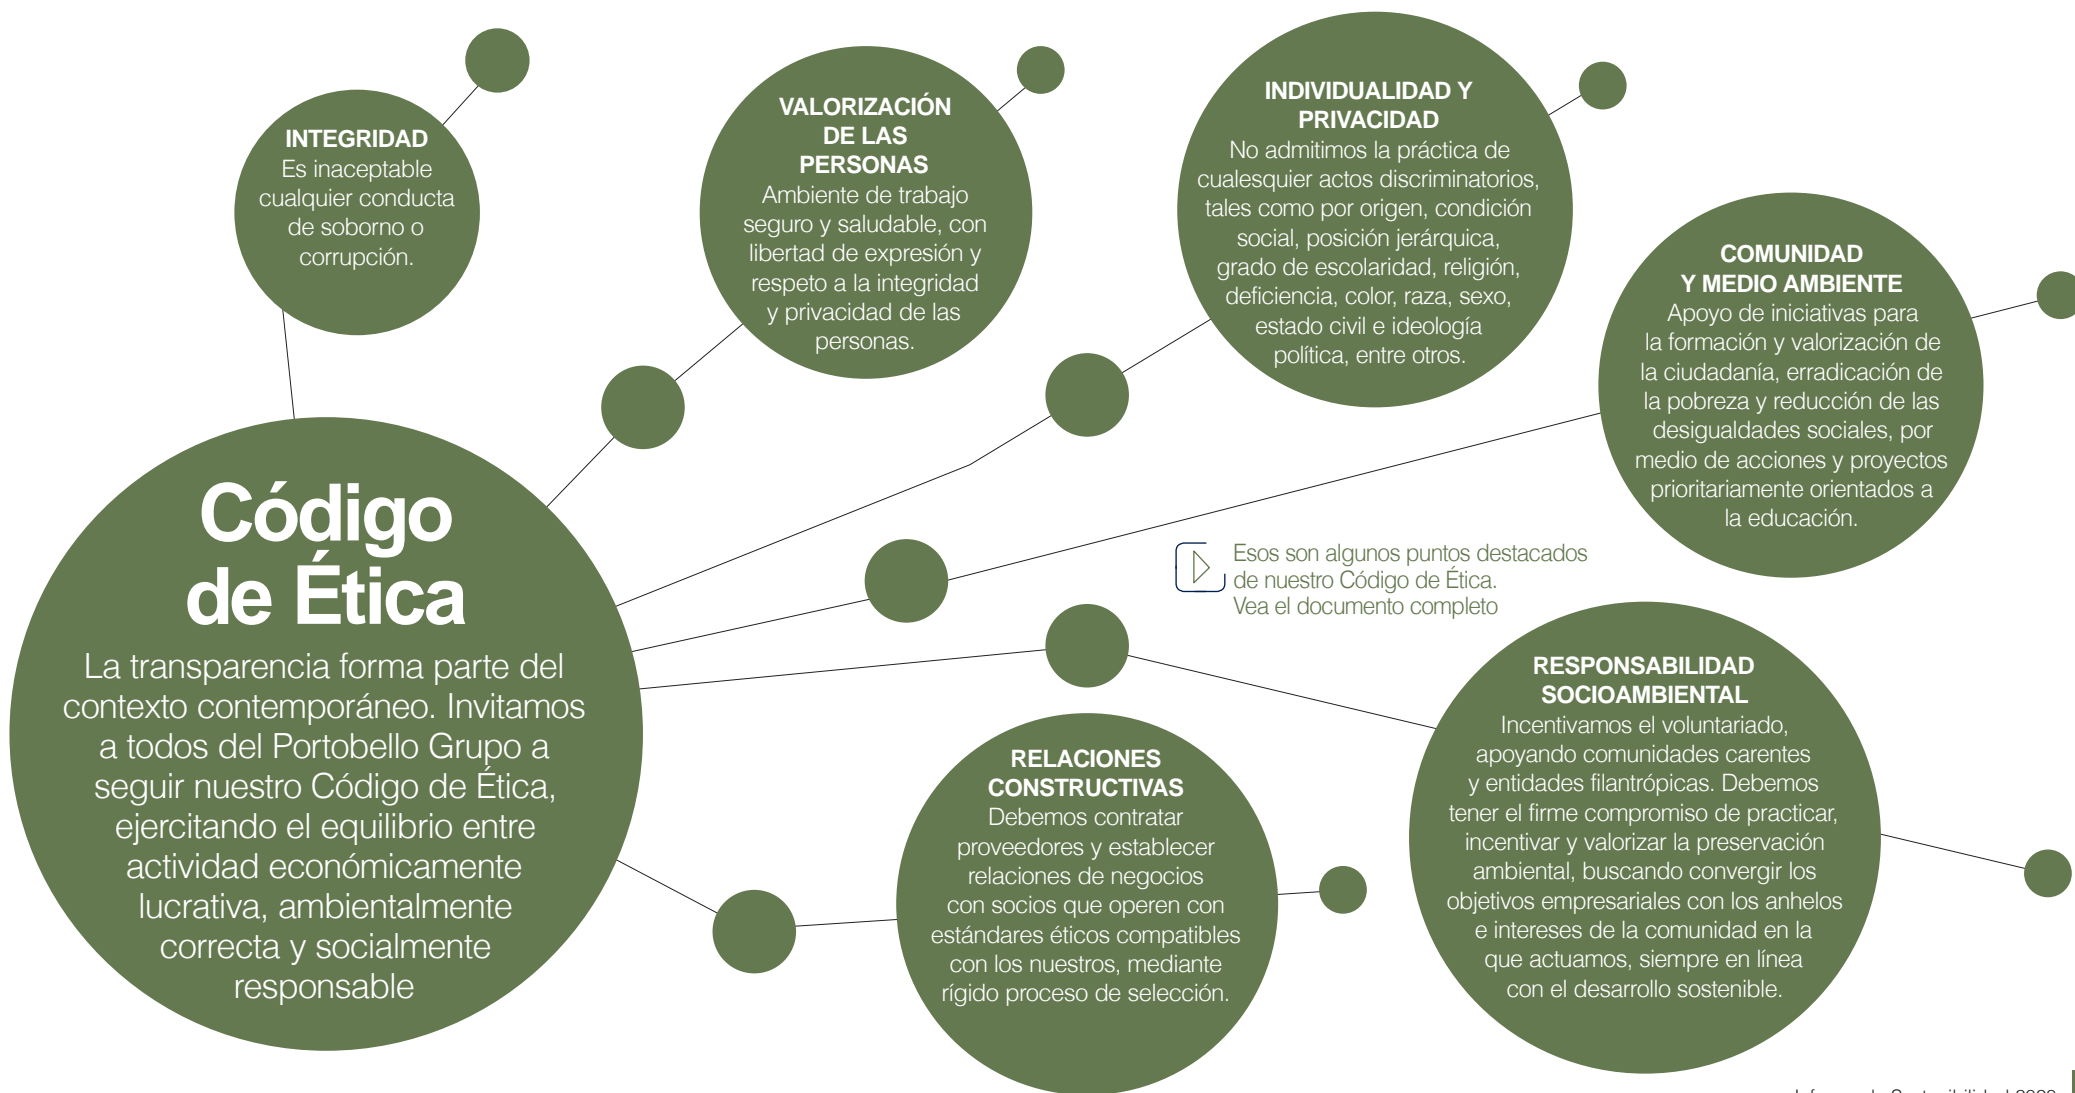 INTEGRIDAD
Es inaceptable
cualquier conducta
de soborno o
corrupción.
VALORIZACIÓN
DE LAS
PERSONAS
Ambiente de trabajo
seguro y saludable, con
libertad de expresión y
respeto a la integridad
y privacidad de las
personas.
INDIVIDUALIDAD Y
PRIVACIDAD
No admitimos la práctica de
cualesquier actos discriminatorios,
tales como por origen, condición
social, posición jerárquica,
grado de escolaridad, religión,
deficiencia, color, raza, sexo,
estado civil e ideología
política, entre otros.
COMUNIDAD
Y MEDIO AMBIENTE
Apoyo de iniciativas para
la formación y valorización de
la ciudadanía, erradicación de
la pobreza y reducción de las
desigualdades sociales, por
medio de acciones y proyectos
prioritariamente orientados a
la educación.
Código
de Ética
La transparencia forma parte del
contexto contemporáneo. Invitamos
a todos del Portobello Grupo a
seguir nuestro Código de Ética,
ejercitando el equilibrio entre
actividad económicamente
lucrativa, ambientalmente
correcta y socialmente
responsable
Esos son algunos puntos destacados
de nuestro Código de Ética.
Vea el documento completo
RELACIONES
CONSTRUCTIVAS
Debemos contratar
proveedores y establecer
relaciones de negocios
con socios que operen con
estándares éticos compatibles
con los nuestros, mediante
rígido proceso de selección.
RESPONSABILIDAD
SOCIOAMBIENTAL
Incentivamos el voluntariado,
apoyando comunidades carentes
y entidades filantrópicas. Debemos
tener el firme compromiso de practicar,
incentivar y valorizar la preservación
ambiental, buscando convergir los
objetivos empresariales con los anhelos
e intereses de la comunidad en la
que actuamos, siempre en línea
con el desarrollo sostenible.